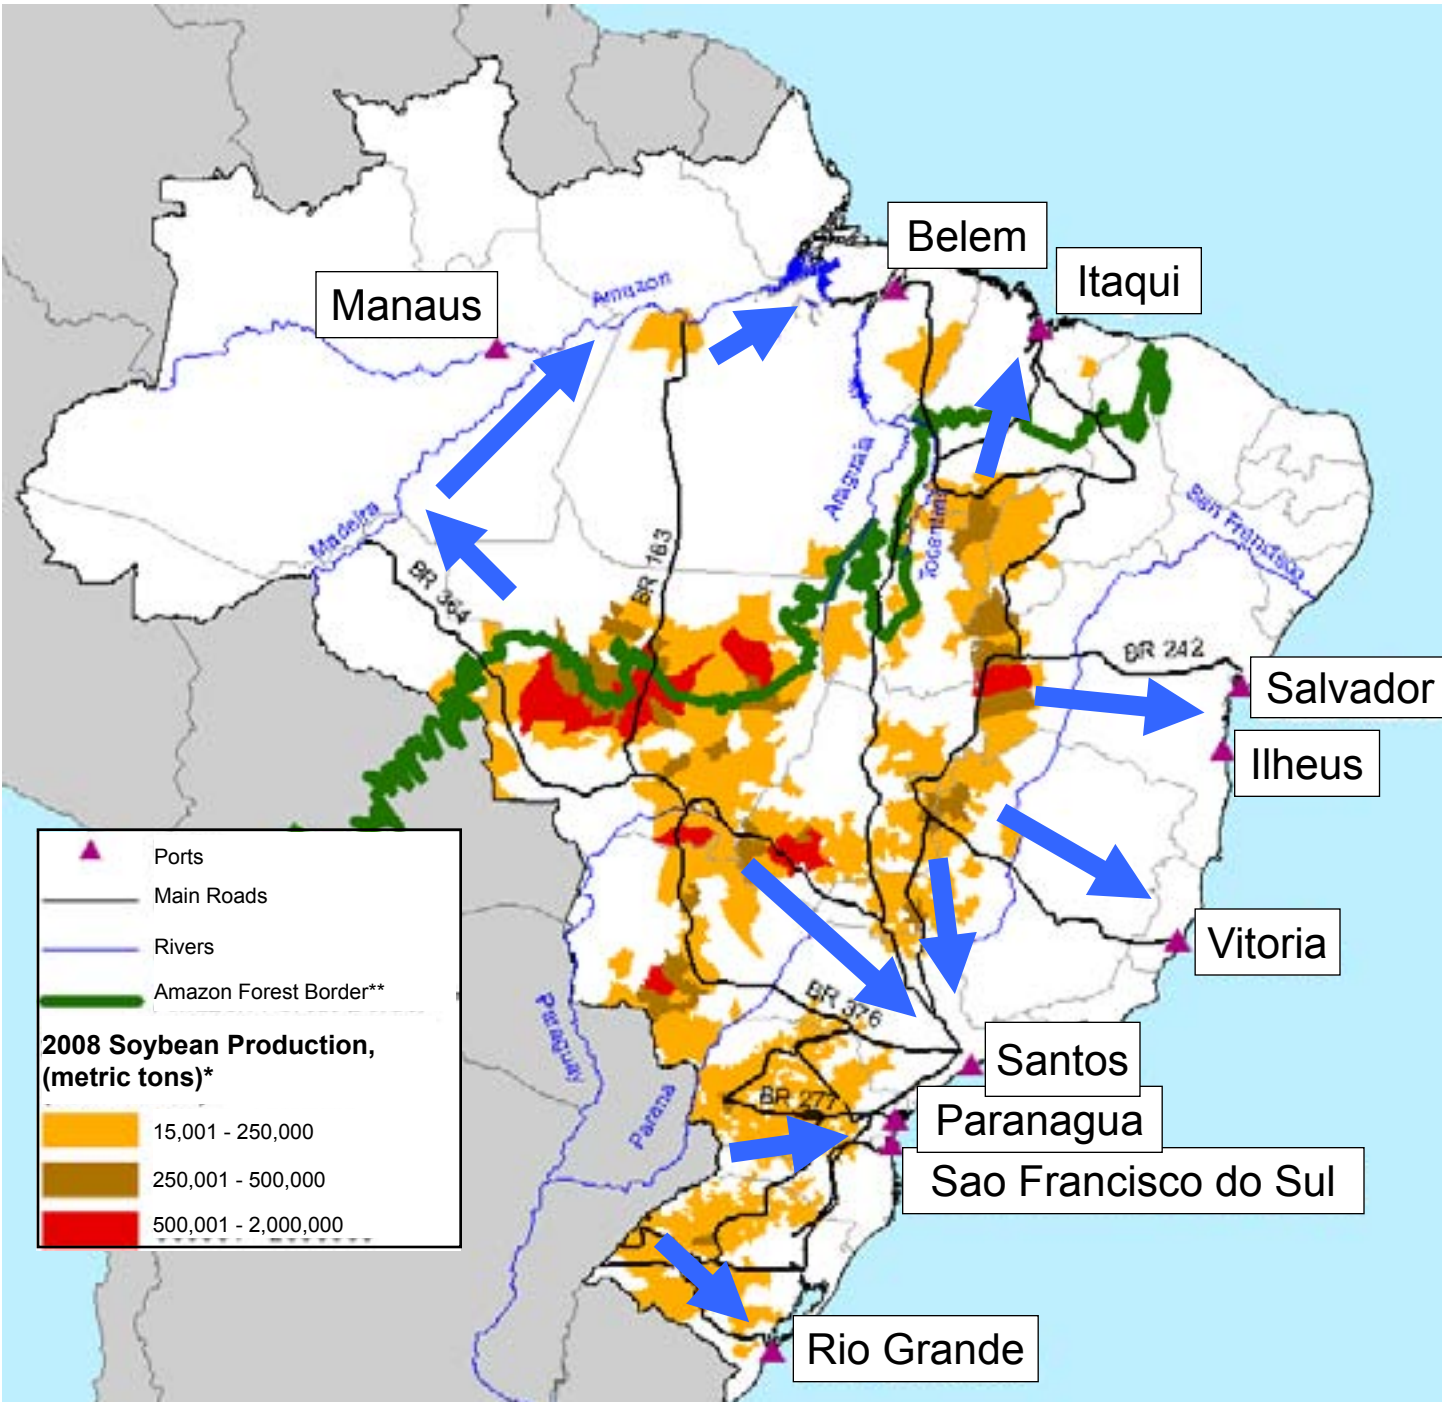 Belem
Itaqui
Manaus
Amazon
Madeira
Araguaia
Tocantins
San Francisco
BR 163
BR 364
BR 242
Salvador
Ilheus
Vitoria
BR 376
Santos
BR 277
Paranagua
Sao Francisco do Sul
Paraguay
Parana
Rio Grande
Ports
Main Roads
Rivers
Amazon Forest Border**
2008 Soybean Production,
(metric tons)*
15,001 - 250,000
250,001 - 500,000
500,001 - 2,000,000